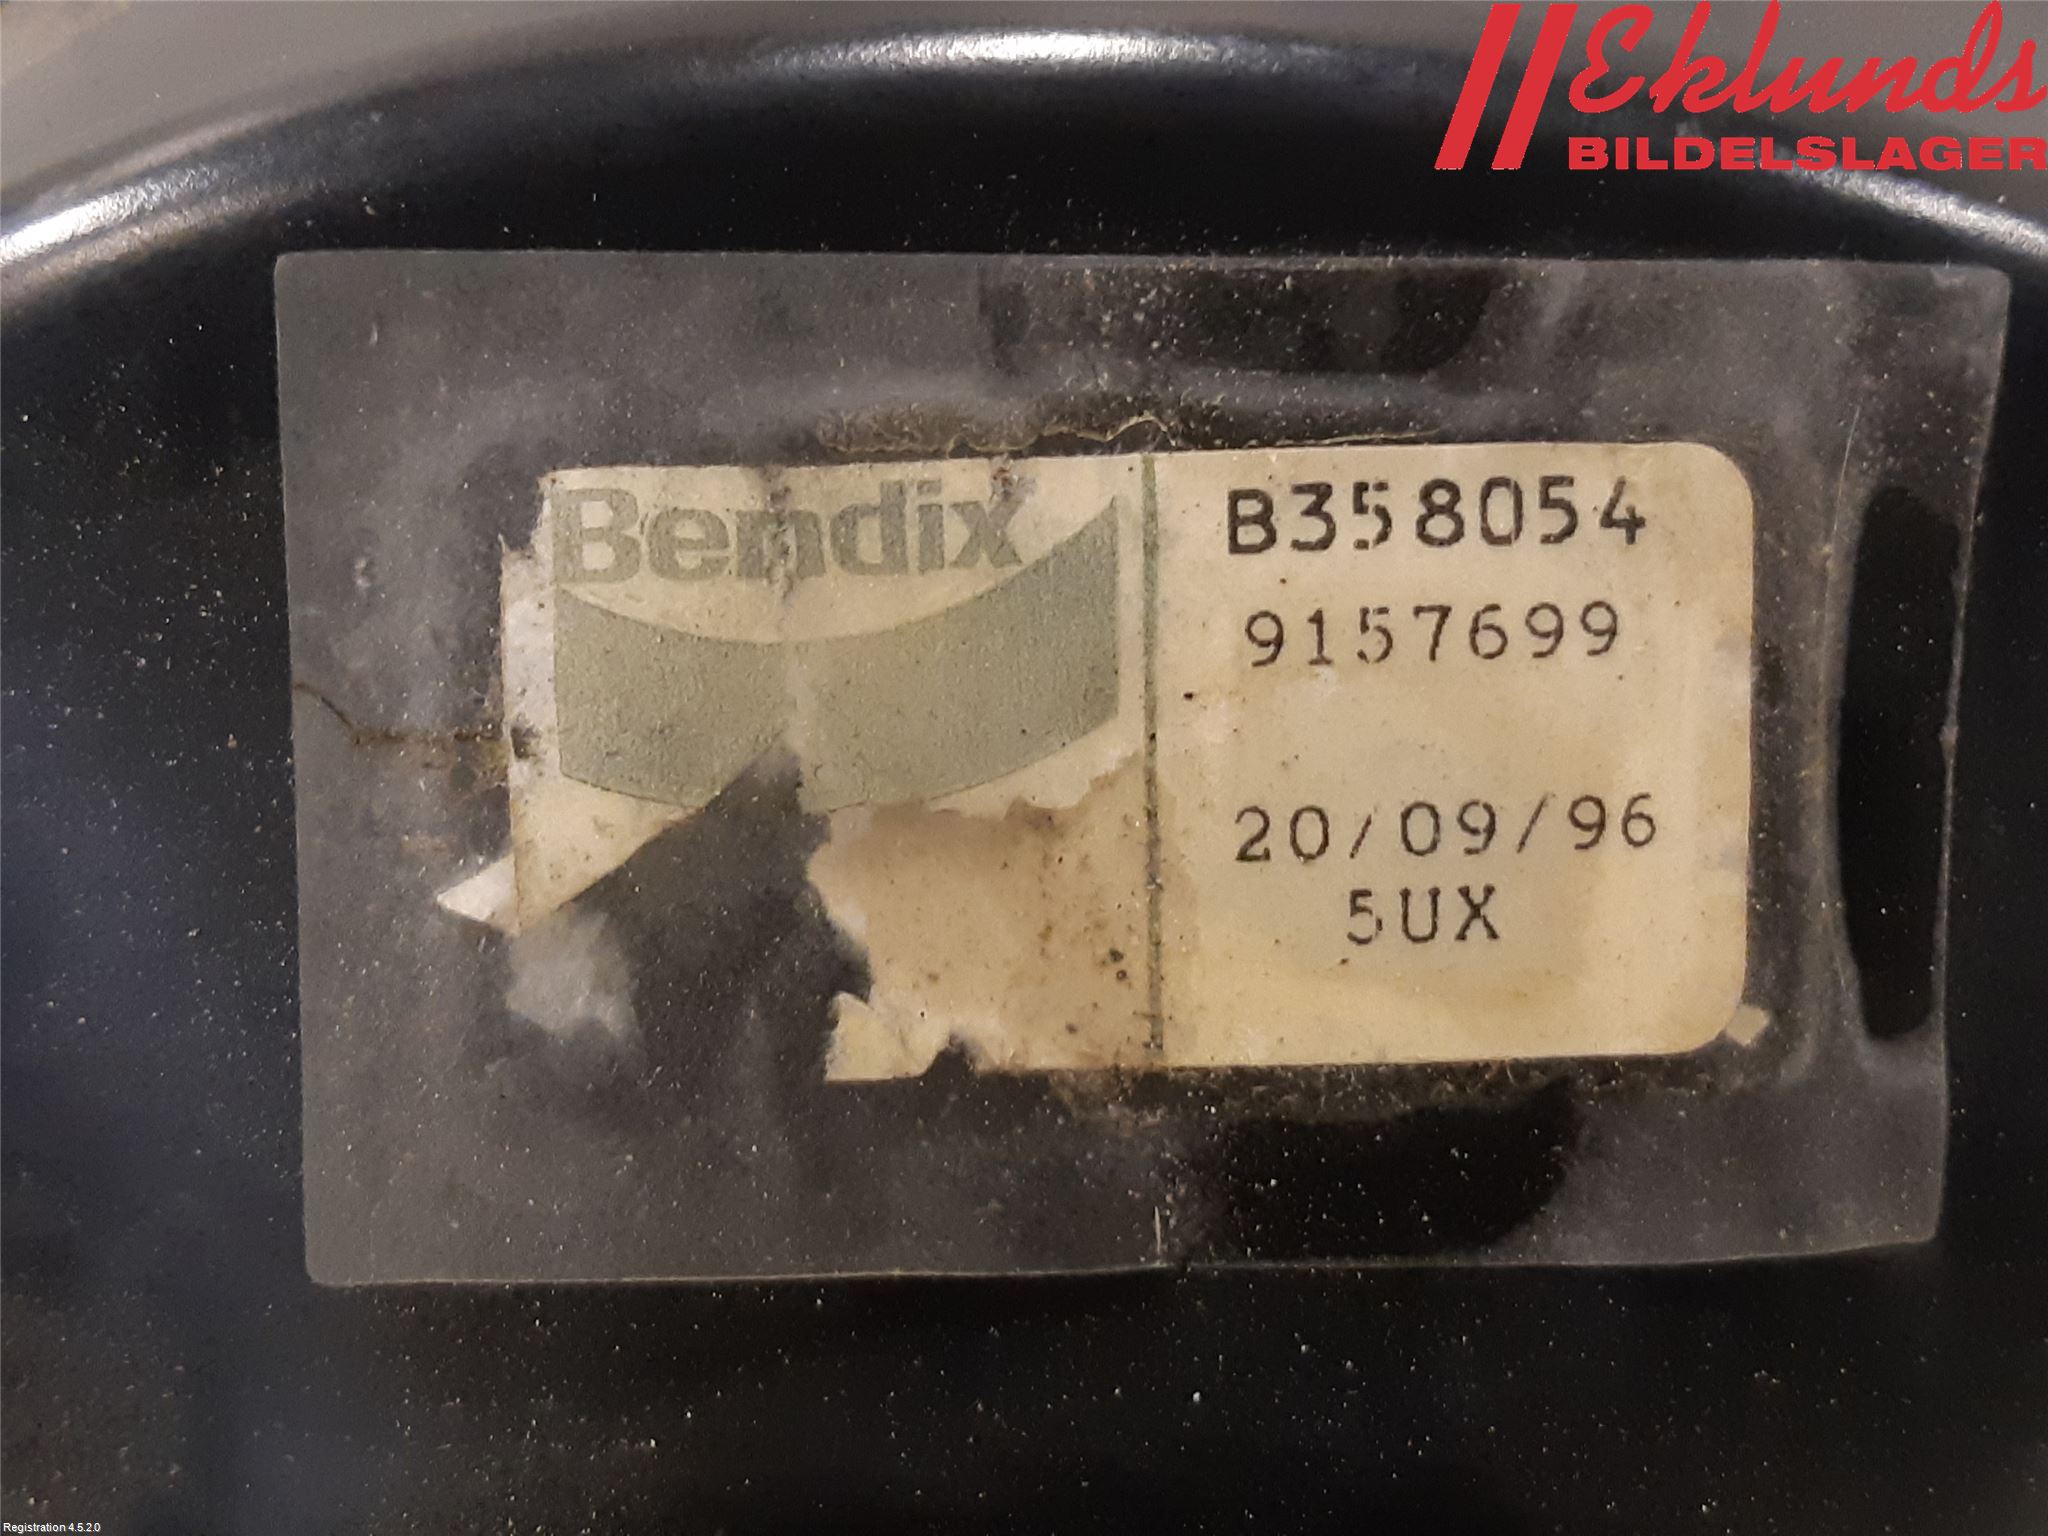 Eklunds
BILDELSLAGER
Bendix
B358054
9157699
20/09/96
5UX
Registration 4.5.2.0